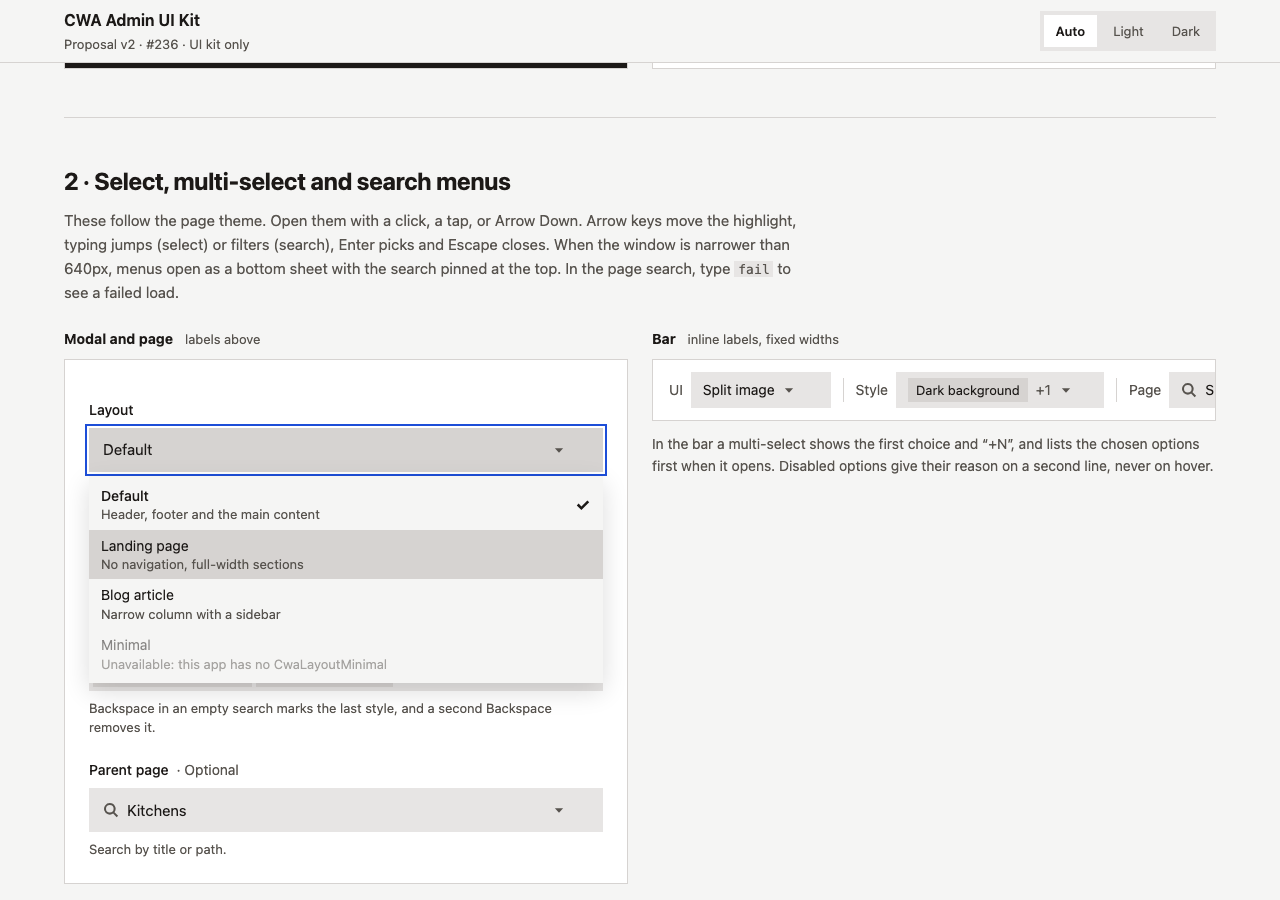 CWA Admin UI Kit
Proposal v2 · #236 · UI kit only
Auto
Light
Dark
2 · Select, multi-select and search menus
These follow the page theme. Open them with a click, a tap, or Arrow Down. Arrow keys move the highlight,
typing jumps (select) or filters (search), Enter picks and Escape closes. When the window is narrower than
640px, menus open as a bottom sheet with the search pinned at the top. In the page search, type fail to
see a failed load.
Modal and page labels above
Layout
Default
Default
Header, footer and the main content
Landing page
No navigation, full-width sections
Blog article
Narrow column with a sidebar
Minimal
Unavailable: this app has no CwaLayoutMinimal
Backspace in an empty search marks the last style, and a second Backspace
removes it.
Parent page · Optional
Kitchens
Search by title or path.
Bar inline labels, fixed widths
UI Split image Style Dark background +1 Page S
In the bar a multi-select shows the first choice and “+N”, and lists the chosen options
first when it opens. Disabled options give their reason on a second line, never on hover.